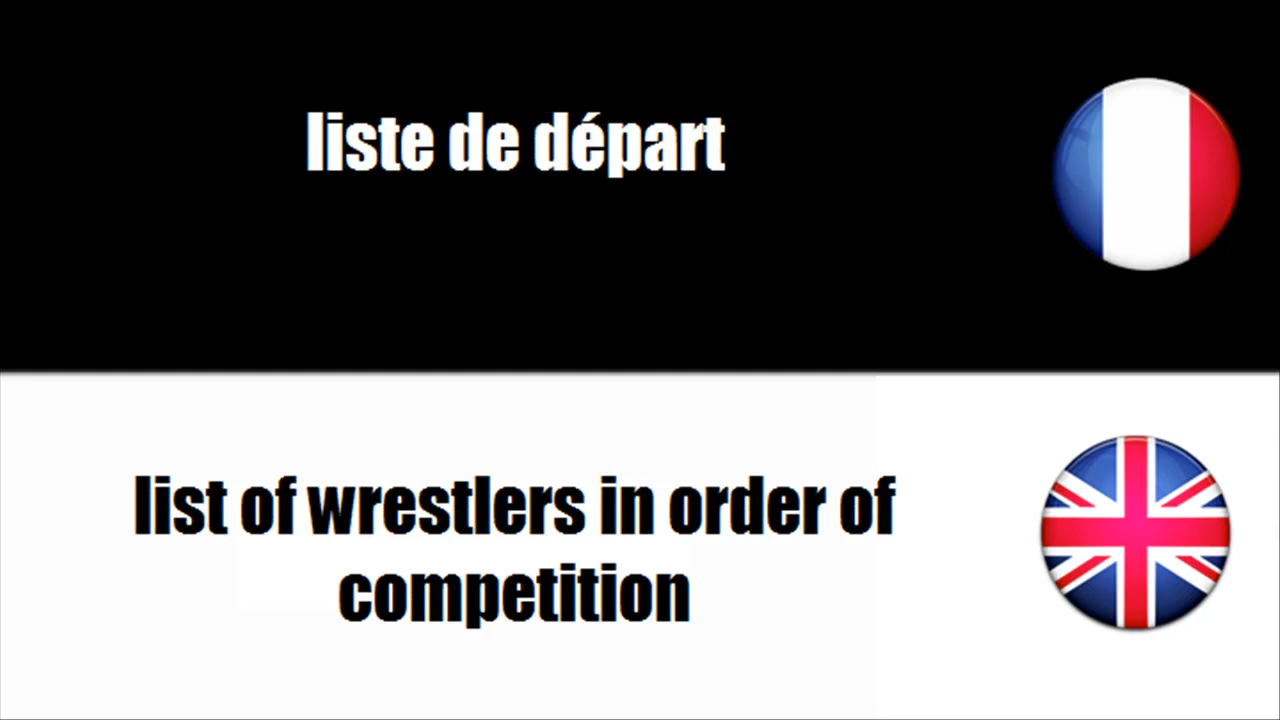 liste de départ
list of wrestlers in order of
competition